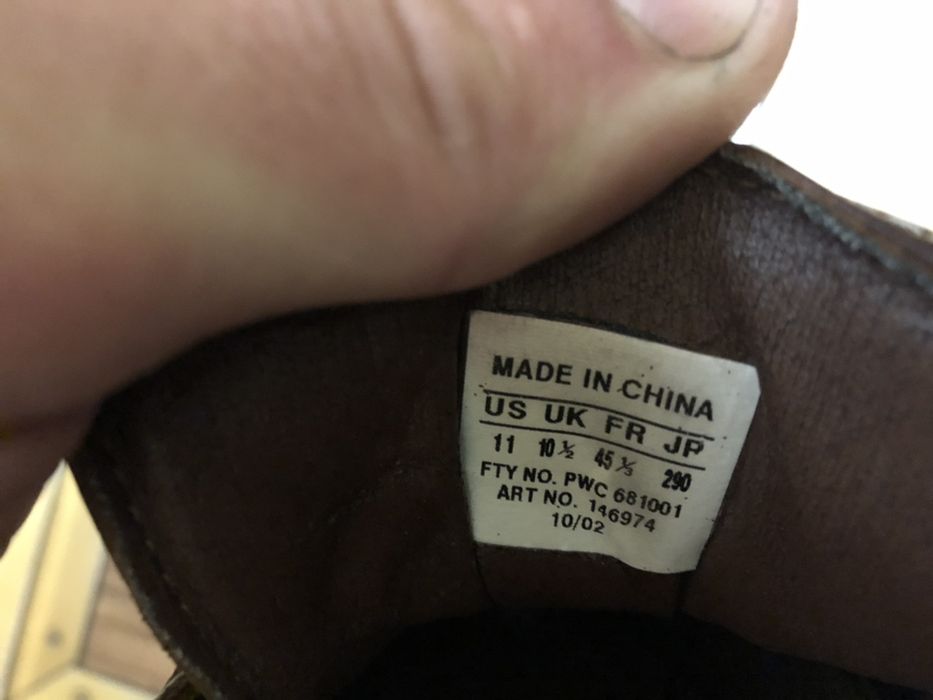 MADE IN CHINA
US UK FR JP
11 10½ 45⅓ 290
FTY NO. PWC 681001
ART NO. 146974
10/02